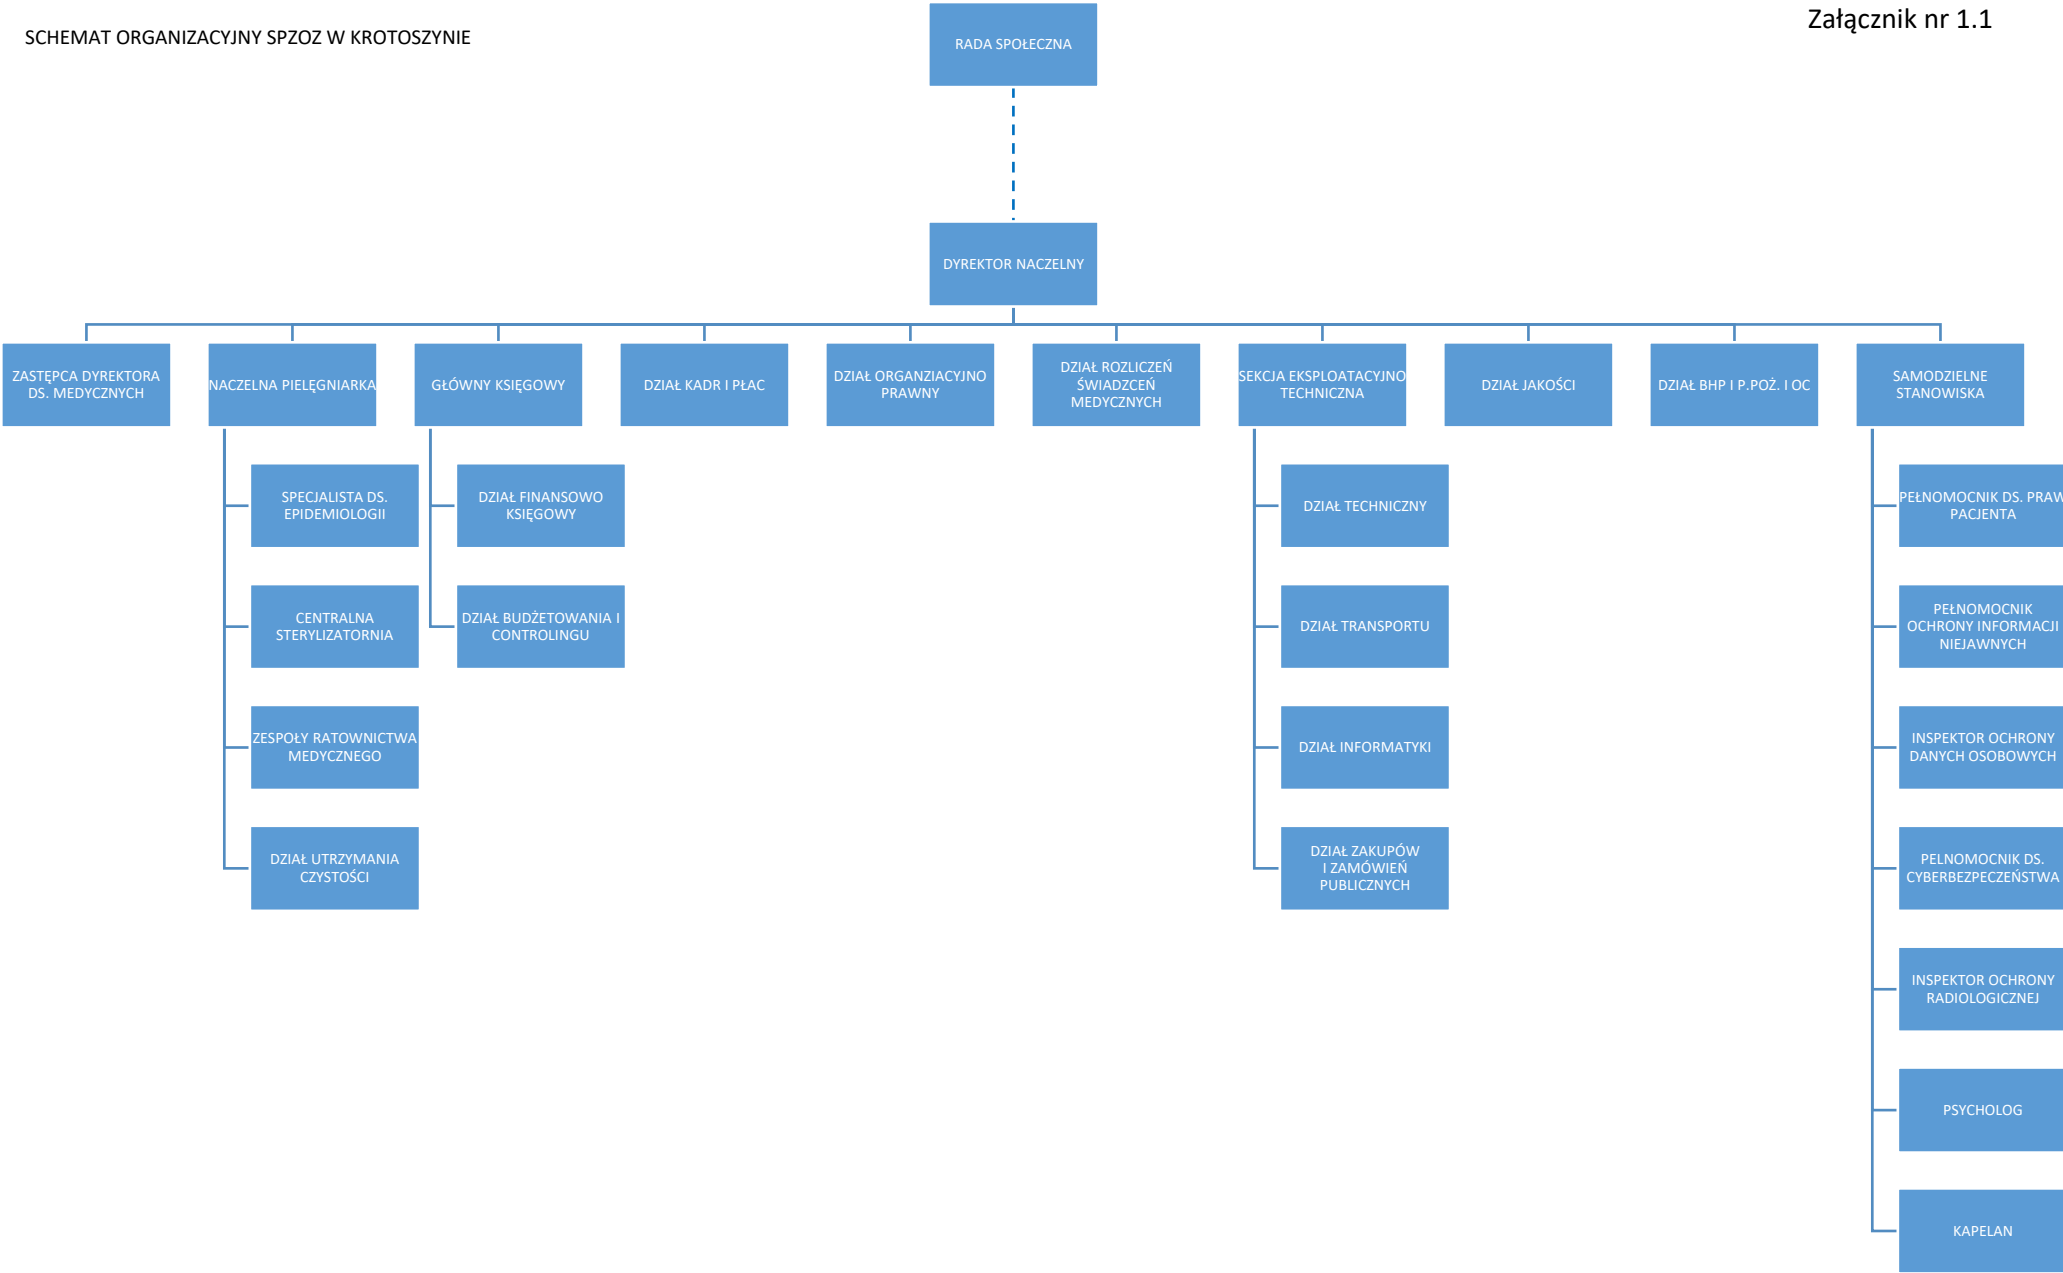 Załącznik nr 1.1
SCHEMAT ORGANIZACYJNY SPZOZ W KROTOSZYNIE
RADA SPOŁECZNA
DYREKTOR NACZELNY
ZASTĘPCA DYREKTORA
DS. MEDYCZNYCH
NACZELNA PIELĘGNIARKA
GŁÓWNY KSIĘGOWY
DZIAŁ KADR I PŁAC
DZIAŁ ORGANZIACYJNO
PRAWNY
DZIAŁ ROZLICZEŃ
ŚWIADZCEŃ
MEDYCZNYCH
SEKCJA EKSPLOATACYJNO
TECHNICZNA
DZIAŁ JAKOŚCI
DZIAŁ BHP I P.POŻ. I OC
SAMODZIELNE
STANOWISKA
SPECJALISTA DS.
EPIDEMIOLOGII
CENTRALNA
STERYLIZATORNIA
ZESPOŁY RATOWNICTWA
MEDYCZNEGO
DZIAŁ UTRZYMANIA
CZYSTOŚCI
DZIAŁ FINANSOWO
KSIĘGOWY
DZIAŁ BUDŻETOWANIA I
CONTROLINGU
DZIAŁ TECHNICZNY
DZIAŁ TRANSPORTU
DZIAŁ INFORMATYKI
DZIAŁ ZAKUPÓW
I ZAMÓWIEŃ
PUBLICZNYCH
PEŁNOMOCNIK DS. PRAW
PACJENTA
PEŁNOMOCNIK
OCHRONY INFORMACJI
NIEJAWNYCH
INSPEKTOR OCHRONY
DANYCH OSOBOWYCH
PELNOMOCNIK DS.
CYBERBEZPECZEŃSTWA
INSPEKTOR OCHRONY
RADIOLOGICZNEJ
PSYCHOLOG
KAPELAN